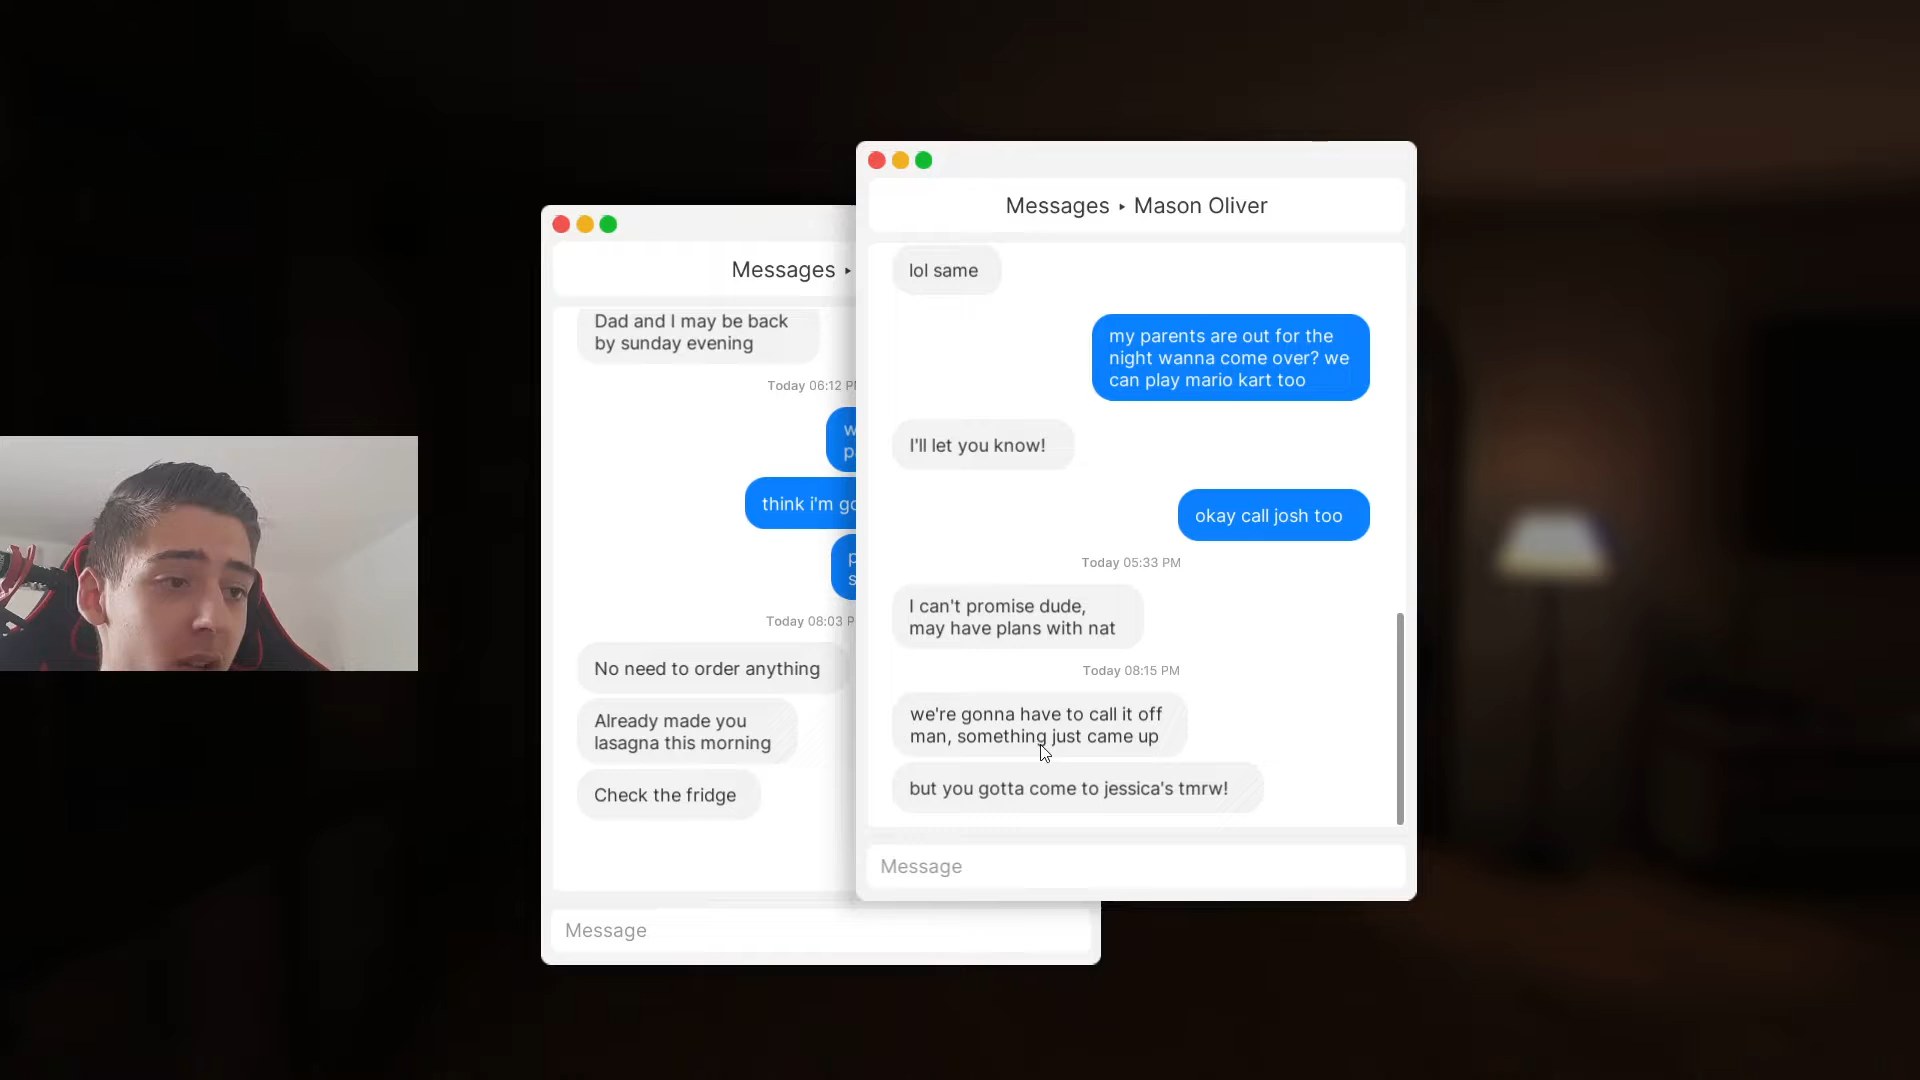 Messages ▸
Dad and I may be back
by sunday evening
Today 06:12
think i'm
Today 08:03
No need to order anything
Already made you
lasagna this morning
Check the fridge
Message
Messages ▸ Mason Oliver
lol same
my parents are out for the
night wanna come over? we
can play mario kart too
I'll let you know!
okay call josh too
Today 05:33 PM
I can't promise dude,
may have plans with nat
Today 08:15 PM
we're gonna have to call it off
man, something just came up
but you gotta come to jessica's tmrw!
Message